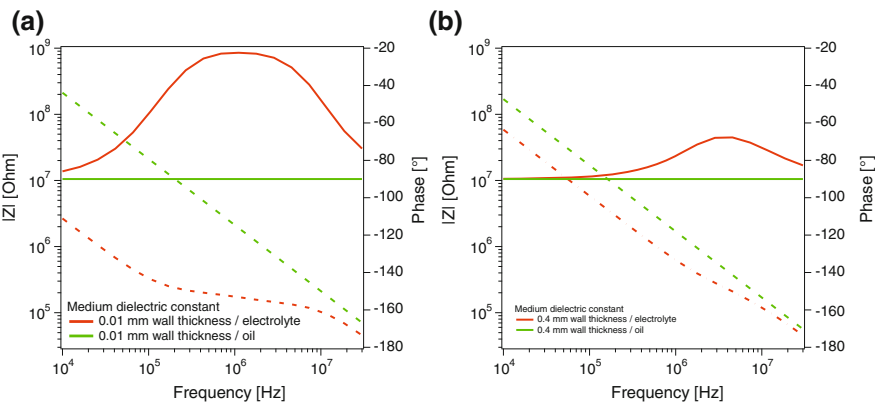 (a)
|Z| [Ohm]
10⁹
10⁸
10⁷
10⁶
10⁵
Medium dielectric constant
0.01 mm wall thickness / electrolyte
0.01 mm wall thickness / oil
-20
-40
-60
-80
-100
-120
-140
-160
-180
Phase [°]
10⁴
10⁵
10⁶
10⁷
Frequency [Hz]
(b)
|Z| [Ohm]
10⁹
10⁸
10⁷
10⁶
10⁵
Medium dielectric constant
0.4 mm wall thickness / electrolyte
0.4 mm wall thickness / oil
-20
-40
-60
-80
-100
-120
-140
-160
-180
Phase [°]
10⁴
10⁵
10⁶
10⁷
Frequency [Hz]